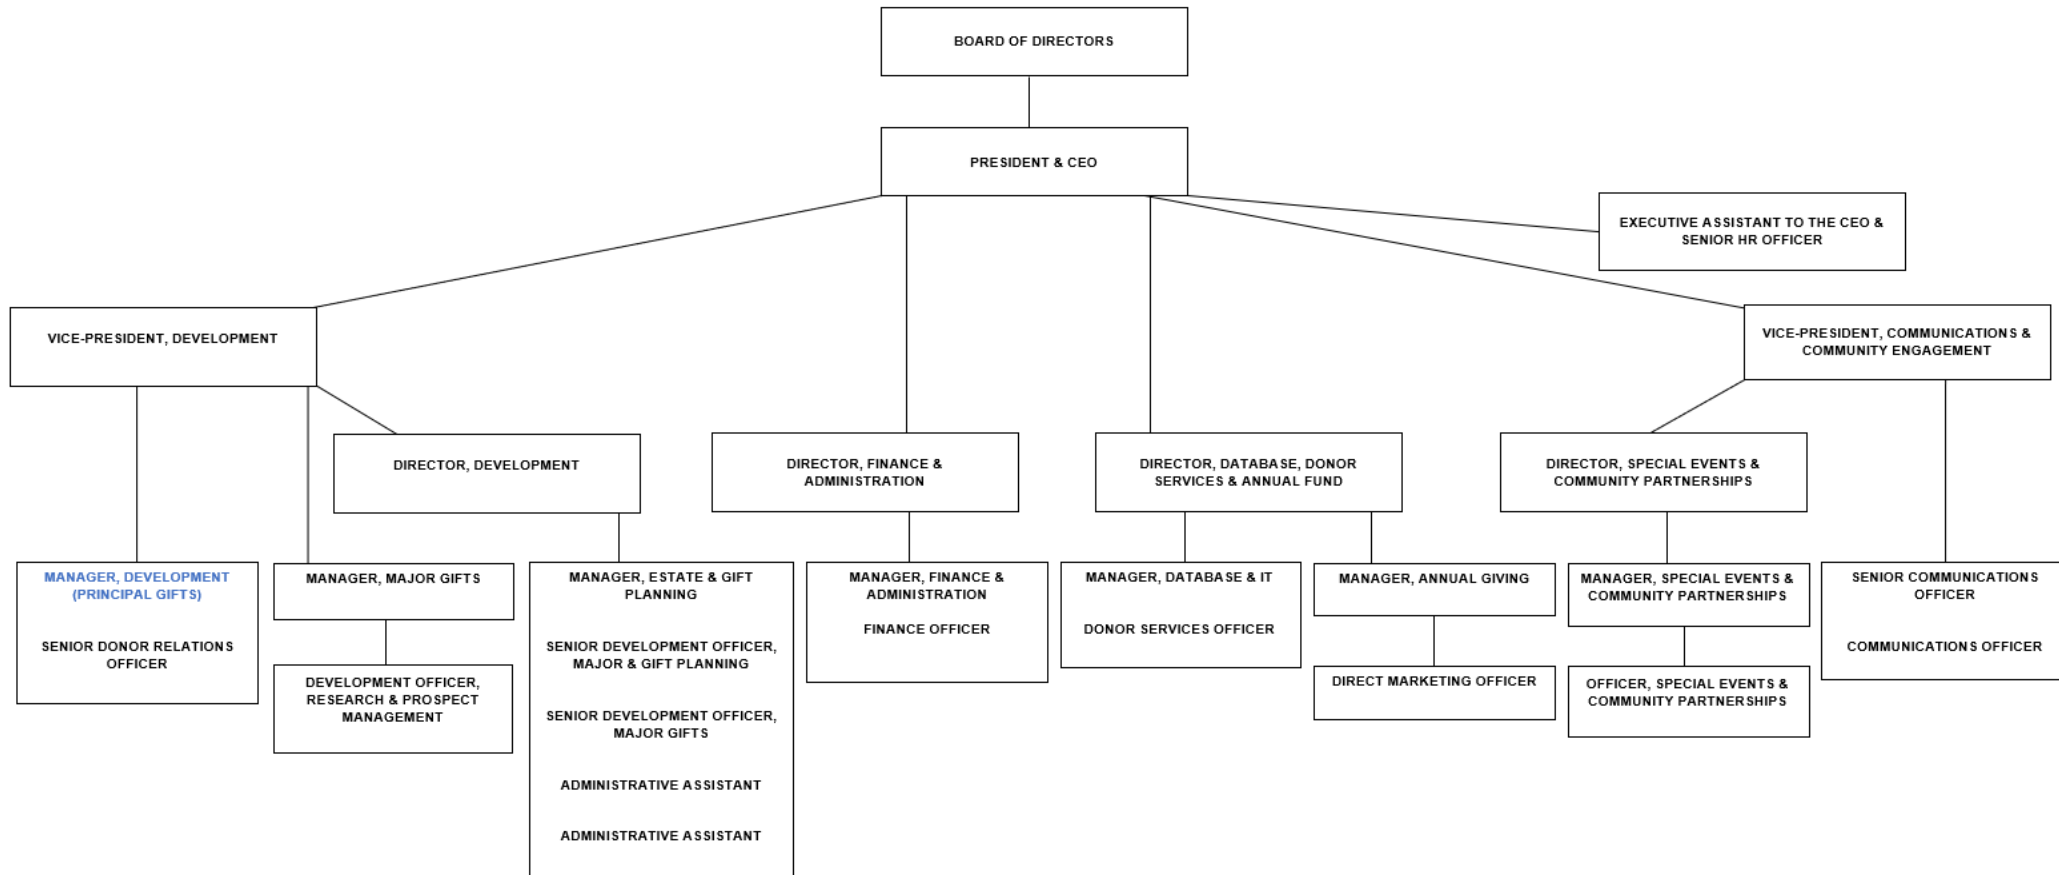 BOARD OF DIRECTORS
PRESIDENT & CEO
EXECUTIVE ASSISTANT TO THE CEO &
SENIOR HR OFFICER
VICE-PRESIDENT, DEVELOPMENT
VICE-PRESIDENT, COMMUNICATIONS &
COMMUNITY ENGAGEMENT
DIRECTOR, DEVELOPMENT
DIRECTOR, FINANCE &
ADMINISTRATION
DIRECTOR, DATABASE, DONOR
SERVICES & ANNUAL FUND
DIRECTOR, SPECIAL EVENTS &
COMMUNITY PARTNERSHIPS
MANAGER, DEVELOPMENT
(PRINCIPAL GIFTS)
SENIOR DONOR RELATIONS
OFFICER
MANAGER, MAJOR GIFTS
DEVELOPMENT OFFICER,
RESEARCH & PROSPECT
MANAGEMENT
MANAGER, ESTATE & GIFT
PLANNING
SENIOR DEVELOPMENT OFFICER,
MAJOR & GIFT PLANNING
SENIOR DEVELOPMENT OFFICER,
MAJOR GIFTS
ADMINISTRATIVE ASSISTANT
ADMINISTRATIVE ASSISTANT
MANAGER, FINANCE &
ADMINISTRATION
FINANCE OFFICER
MANAGER, DATABASE & IT
DONOR SERVICES OFFICER
MANAGER, ANNUAL GIVING
DIRECT MARKETING OFFICER
MANAGER, SPECIAL EVENTS &
COMMUNITY PARTNERSHIPS
OFFICER, SPECIAL EVENTS &
COMMUNITY PARTNERSHIPS
SENIOR COMMUNICATIONS
OFFICER
COMMUNICATIONS OFFICER